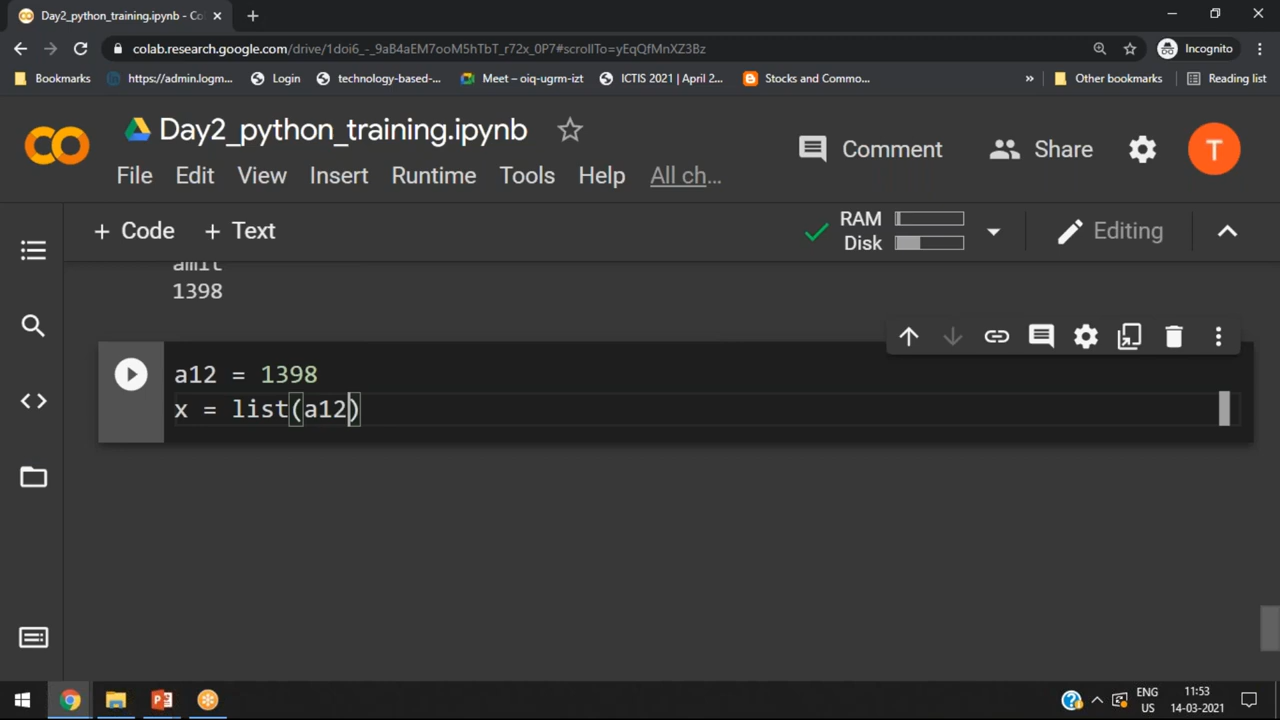 Day2_python_training.ipynb - Co
colab.research.google.com/drive/1doi6_-_9aB4aEM7ooM5hTbT_r72x_0P7#scrollTo=yEqQfMnXZ3Bz
Incognito
Bookmarks
https://admin.logm...
Login
technology-based-...
Meet – oiq-ugrm-izt
ICTIS 2021 | April 2...
Stocks and Commo...
»
Other bookmarks
Reading list
CO
Day2_python_training.ipynb
Comment
Share
T
File Edit View Insert Runtime Tools Help All ch...
+ Code + Text
RAM
Disk
Editing
amit
1398
a12 = 1398
x = list(a12)
ENG
US
11:53
14-03-2021